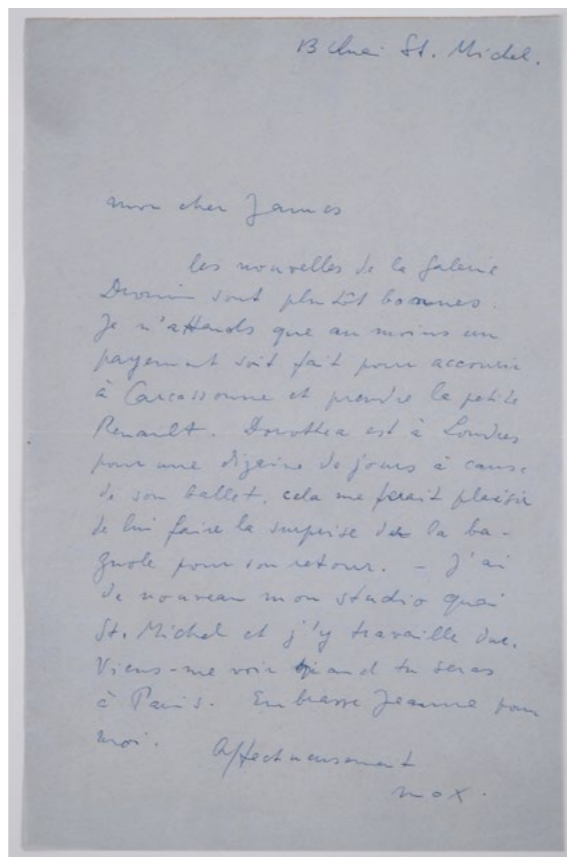 13 Quai St. Michel.
mon cher James
les nouvelles de la galerie
Drouin sont plutôt bonnes.
Je n'attends que au moins un
payement soit fait pour accourir
à Carcassonne et prendre la petite
Renault. Dorothea est à Londres
pour une dizaine de jours à cause
de son ballet, cela me ferait plaisir
de lui faire la surprise de la ba-
gnole pour son retour. – J'ai
de nouveau mon studio quai
St. Michel et j'y travaille dur.
Viens-me voir quand tu seras
à Paris. Embrasse Jeanne pour
moi. Affectueusement
max.